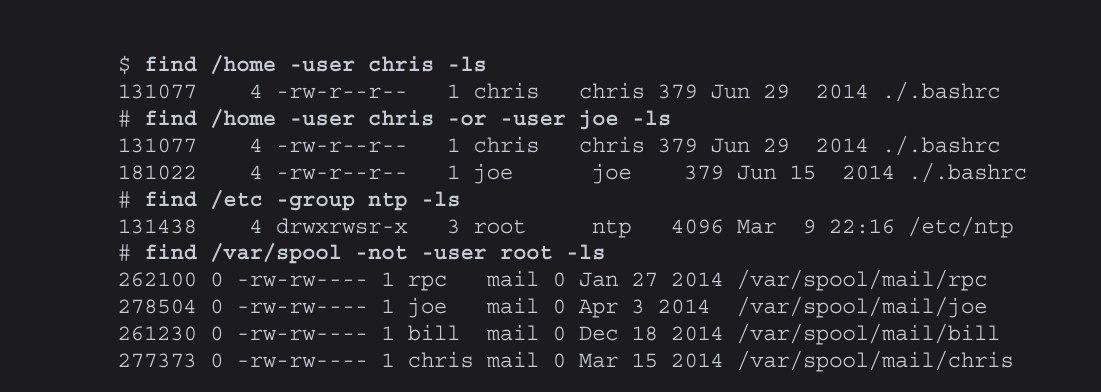 $ find /home -user chris -ls
131077    4 -rw-r--r--   1 chris   chris 379 Jun 29  2014 ./.bashrc
# find /home -user chris -or -user joe -ls
131077    4 -rw-r--r--   1 chris   chris 379 Jun 29  2014 ./.bashrc
181022    4 -rw-r--r--   1 joe      joe    379 Jun 15  2014 ./.bashrc
# find /etc -group ntp -ls
131438    4 drwxrwsr-x   3 root     ntp   4096 Mar  9 22:16 /etc/ntp
# find /var/spool -not -user root -ls
262100 0 -rw-rw---- 1 rpc   mail 0 Jan 27 2014 /var/spool/mail/rpc
278504 0 -rw-rw---- 1 joe   mail 0 Apr 3 2014  /var/spool/mail/joe
261230 0 -rw-rw---- 1 bill  mail 0 Dec 18 2014 /var/spool/mail/bill
277373 0 -rw-rw---- 1 chris mail 0 Mar 15 2014 /var/spool/mail/chris